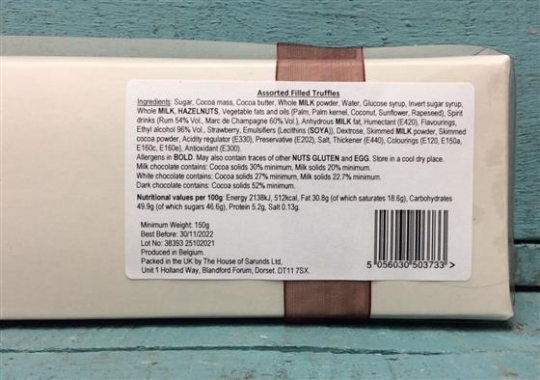 Assorted Filled Truffles
Ingredients: Sugar, Cocoa mass, Cocoa butter, Whole MILK powder, Water, Glucose syrup, Invert sugar syrup,
Whole MILK, HAZELNUTS, Vegetable fats and oils (Palm, Palm kernel, Coconut, Sunflower, Rapeseed), Spirit
drinks (Rum 54% Vol., Marc de Champagne 60% Vol.), Anhydrous MILK fat, Humectant (E420), Flavourings,
Ethyl alcohol 96% Vol., Strawberry, Emulsifiers (Lecithins (SOYA)), Dextrose, Skimmed MILK powder, Skimmed
cocoa powder, Acidity regulator (E330), Preservative (E202), Salt, Thickener (E440), Colourings (E120, E150a,
E160c, E160e), Antioxidant (E300).
Allergens in BOLD. May also contain traces of other NUTS GLUTEN and EGG. Store in a cool dry place.
Milk chocolate contains: Cocoa solids 30% minimum, Milk solids 20% minimum.
White chocolate contains: Cocoa solids 27% minimum, Milk solids 22.7% minimum.
Dark chocolate contains: Cocoa solids 52% minimum.
Nutritional values per 100g: Energy 2138kJ, 512kcal, Fat 30.8g (of which saturates 18.6g), Carbohydrates
49.9g (of which sugars 46.6g), Protein 5.2g, Salt 0.13g.
Minimum Weight: 150g
Best Before: 30/11/2022
Lot No: 38393 25102021
Produced in Belgium.
Packed in the UK by The House of Sarunds Ltd,
Unit 1 Holland Way, Blandford Forum, Dorset. DT11 7SX.
5 056030 503733 >